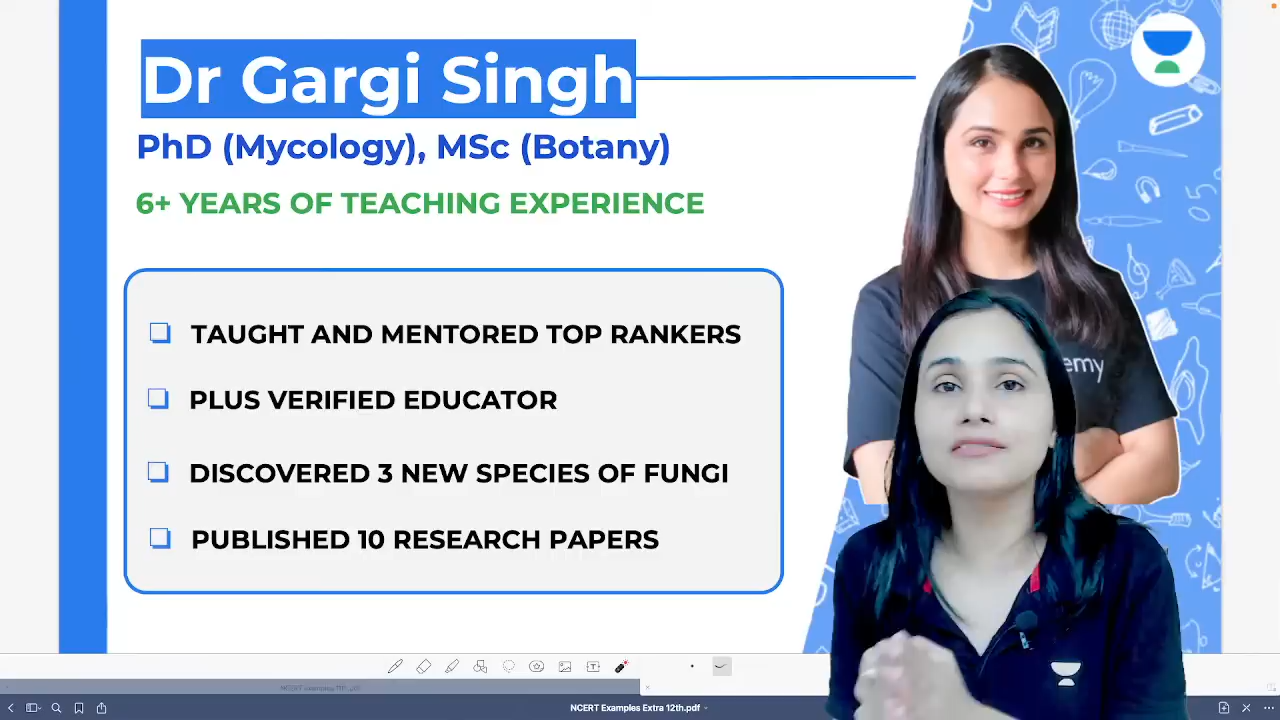 Dr Gargi Singh
PhD (Mycology), MSc (Botany)
6+ YEARS OF TEACHING EXPERIENCE
TAUGHT AND MENTORED TOP RANKERS
PLUS VERIFIED EDUCATOR
DISCOVERED 3 NEW SPECIES OF FUNGI
PUBLISHED 10 RESEARCH PAPERS
emy
NCERT Examples Extra 12th.pdf